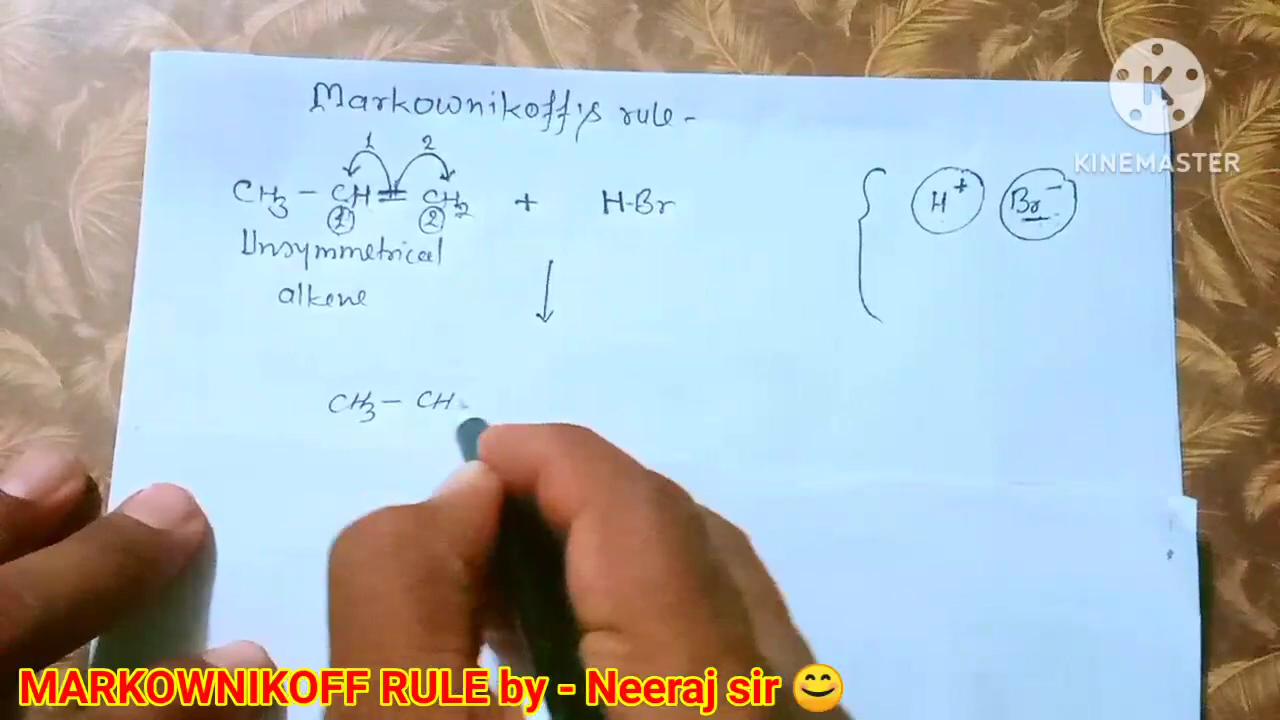 Markownikoff's rule -
1 2
CH3 - CH = CH2 + H-Br
1 2
{ H+ Br-
Unsymmetrical
alkene
CH3 - CH
K
KINEMASTER
MARKOWNIKOFF RULE by - Neeraj sir 😊